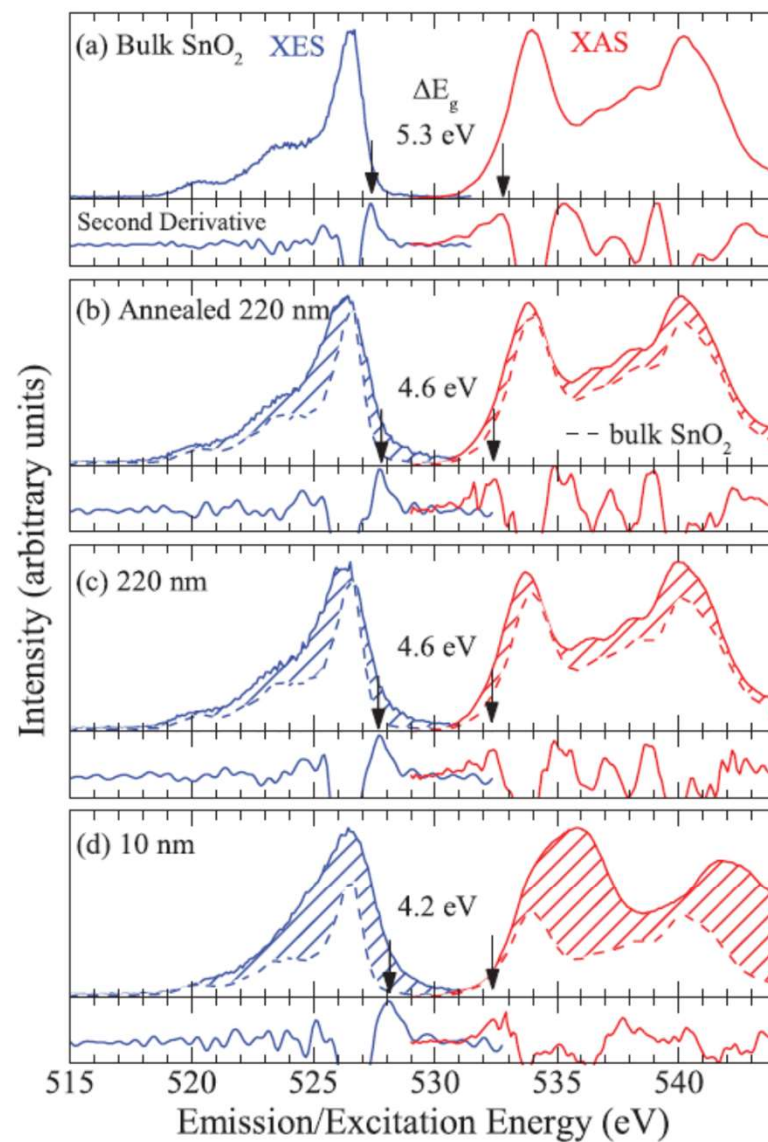 (a) Bulk SnO₂ XES XAS
ΔE_g
5.3 eV
Second Derivative
(b) Annealed 220 nm
4.6 eV
-- bulk SnO₂
(c) 220 nm
4.6 eV
(d) 10 nm
4.2 eV
Intensity (arbitrary units)
515 520 525 530 535 540
Emission/Excitation Energy (eV)